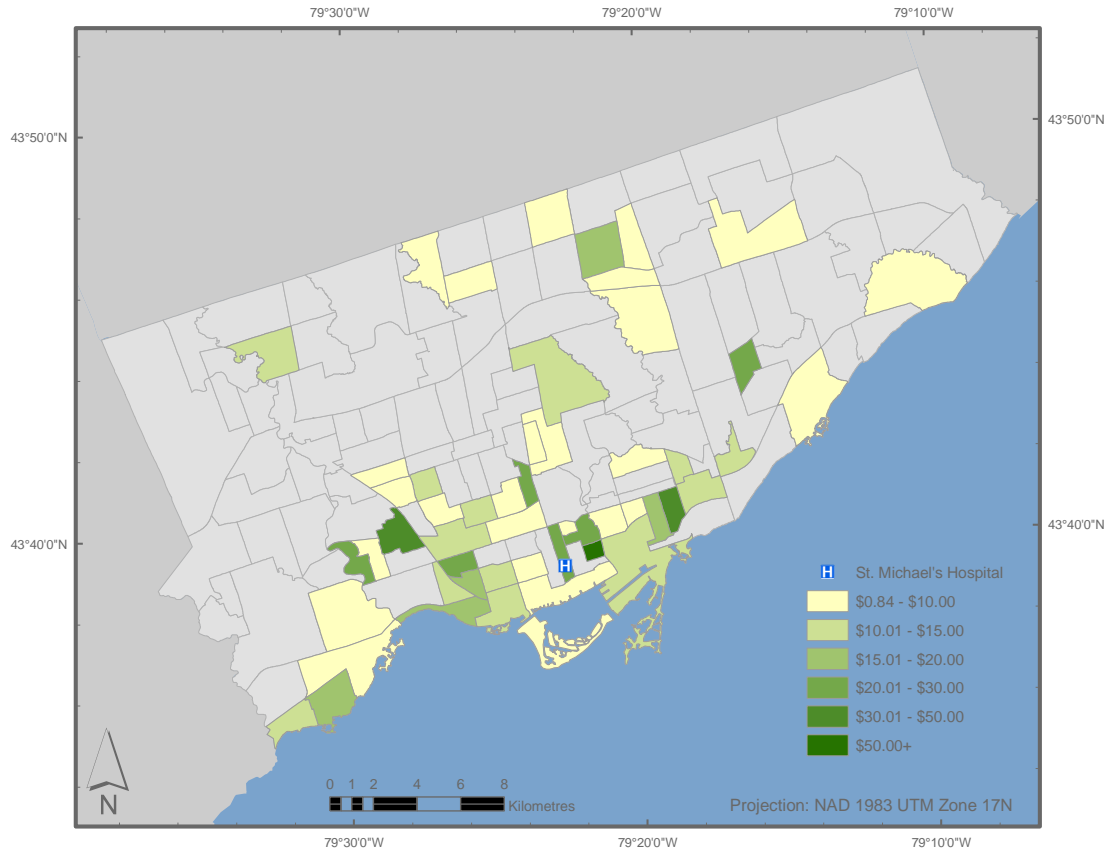 79°30'0"W 79°20'0"W 79°10'0"W
43°50'0"N 43°50'0"N
43°40'0"N 43°40'0"N
H
H St. Michael's Hospital
$0.84 - $10.00
$10.01 - $15.00
$15.01 - $20.00
$20.01 - $30.00
$30.01 - $50.00
$50.00+
N
0 1 2 4 6 8
Kilometres
Projection: NAD 1983 UTM Zone 17N
79°30'0"W 79°20'0"W 79°10'0"W